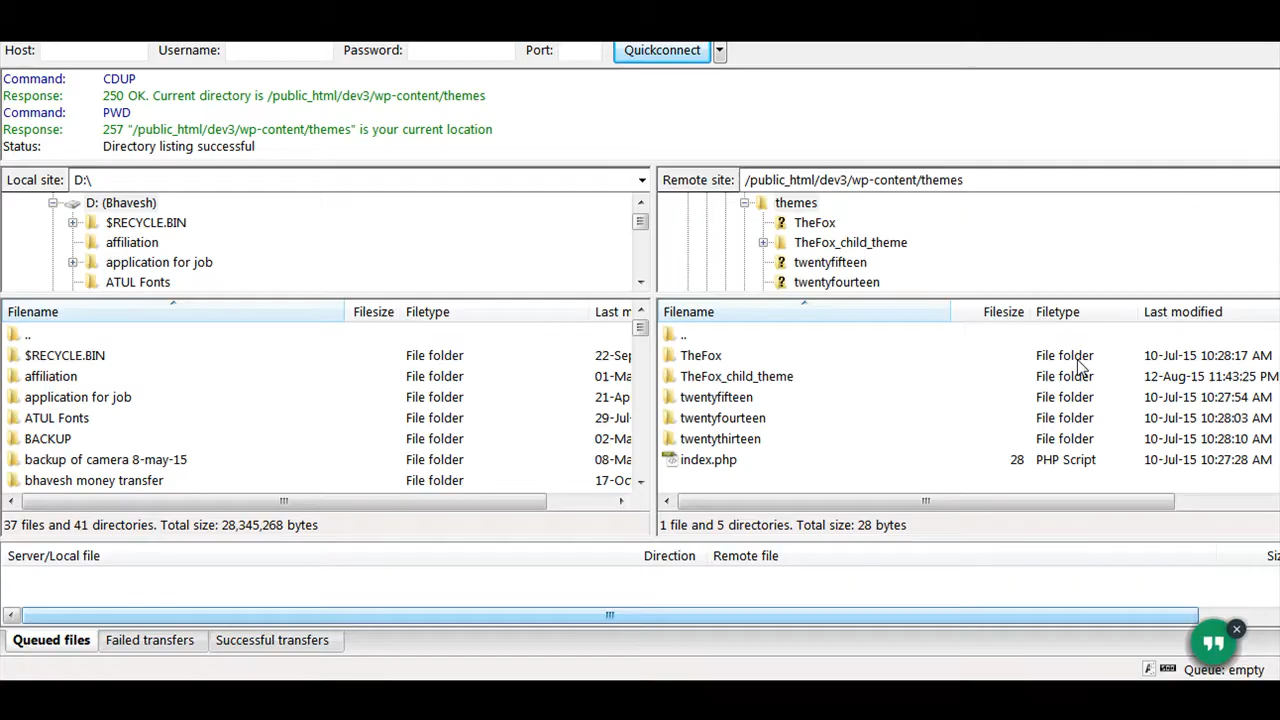 Host: Username: Password: Port: Quickconnect
Command: CDUP
Response: 250 OK. Current directory is /public_html/dev3/wp-content/themes
Command: PWD
Response: 257 "/public_html/dev3/wp-content/themes" is your current location
Status: Directory listing successful
Local site: D:\
D: (Bhavesh)
$RECYCLE.BIN
affiliation
application for job
ATUL Fonts
Filename Filesize Filetype Last m
..
$RECYCLE.BIN File folder 22-Sep
affiliation File folder 01-Ma
application for job File folder 21-Ap
ATUL Fonts File folder 29-Jul-
BACKUP File folder 02-Ma
backup of camera 8-may-15 File folder 08-Ma
bhavesh money transfer File folder 17-Oc
37 files and 41 directories. Total size: 28,345,268 bytes
Remote site: /public_html/dev3/wp-content/themes
themes
TheFox
TheFox_child_theme
twentyfifteen
twentyfourteen
Filename Filesize Filetype Last modified
..
TheFox File folder 10-Jul-15 10:28:17 AM
TheFox_child_theme File folder 12-Aug-15 11:43:25 PM
twentyfifteen File folder 10-Jul-15 10:27:54 AM
twentyfourteen File folder 10-Jul-15 10:28:03 AM
twentythirteen File folder 10-Jul-15 10:28:10 AM
index.php 28 PHP Script 10-Jul-15 10:27:28 AM
1 file and 5 directories. Total size: 28 bytes
Server/Local file Direction Remote file Siz
Queued files Failed transfers Successful transfers
Queue: empty